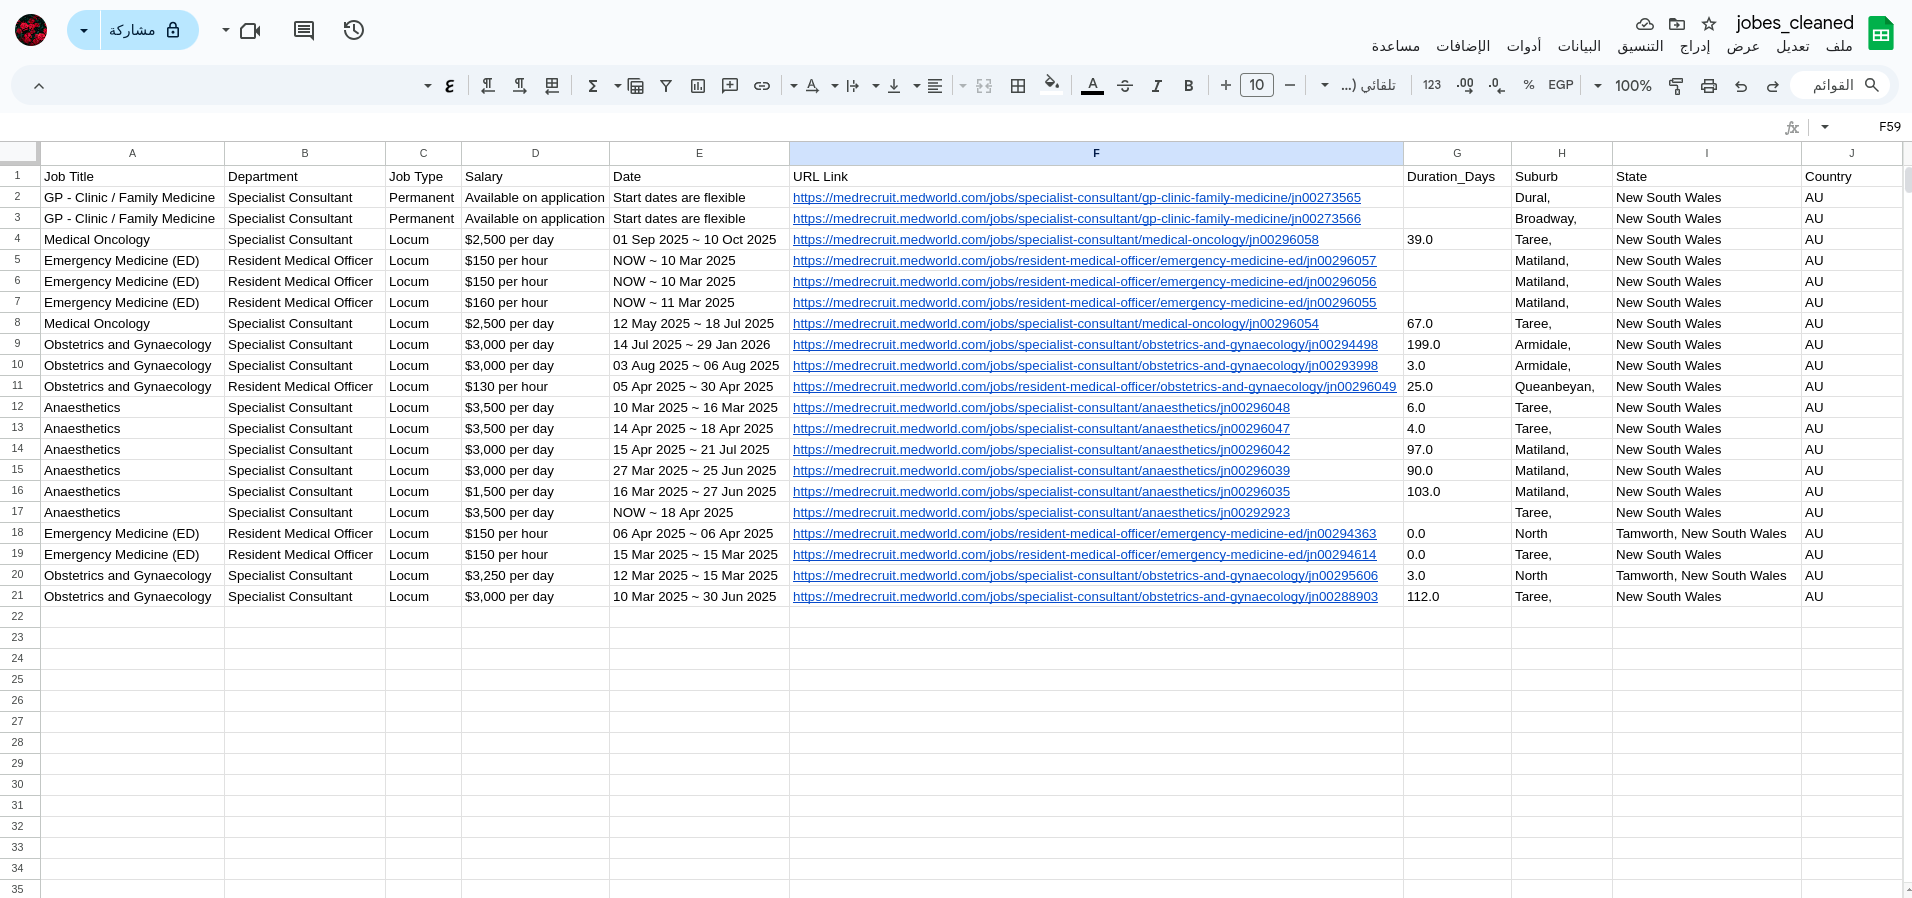 jobes_cleaned
ملف تعديل عرض إدراج التنسيق البيانات أدوات الإضافات مساعدة
مشاركة
القوائم 100% EGP % .0 .00 123 تلقائي (... 10 B I A Σ
F59 fx
A B C D E F G H I J
1 Job Title Department Job Type Salary Date URL Link Duration_Days Suburb State Country
2 GP - Clinic / Family Medicine Specialist Consultant Permanent Available on application Start dates are flexible https://medrecruit.medworld.com/jobs/specialist-consultant/gp-clinic-family-medicine/jn00273565 Dural, New South Wales AU
3 GP - Clinic / Family Medicine Specialist Consultant Permanent Available on application Start dates are flexible https://medrecruit.medworld.com/jobs/specialist-consultant/gp-clinic-family-medicine/jn00273566 Broadway, New South Wales AU
4 Medical Oncology Specialist Consultant Locum $2,500 per day 01 Sep 2025 ~ 10 Oct 2025 https://medrecruit.medworld.com/jobs/specialist-consultant/medical-oncology/jn00296058 39.0 Taree, New South Wales AU
5 Emergency Medicine (ED) Resident Medical Officer Locum $150 per hour NOW ~ 10 Mar 2025 https://medrecruit.medworld.com/jobs/resident-medical-officer/emergency-medicine-ed/jn00296057 Matiland, New South Wales AU
6 Emergency Medicine (ED) Resident Medical Officer Locum $150 per hour NOW ~ 10 Mar 2025 https://medrecruit.medworld.com/jobs/resident-medical-officer/emergency-medicine-ed/jn00296056 Matiland, New South Wales AU
7 Emergency Medicine (ED) Resident Medical Officer Locum $160 per hour NOW ~ 11 Mar 2025 https://medrecruit.medworld.com/jobs/resident-medical-officer/emergency-medicine-ed/jn00296055 Matiland, New South Wales AU
8 Medical Oncology Specialist Consultant Locum $2,500 per day 12 May 2025 ~ 18 Jul 2025 https://medrecruit.medworld.com/jobs/specialist-consultant/medical-oncology/jn00296054 67.0 Taree, New South Wales AU
9 Obstetrics and Gynaecology Specialist Consultant Locum $3,000 per day 14 Jul 2025 ~ 29 Jan 2026 https://medrecruit.medworld.com/jobs/specialist-consultant/obstetrics-and-gynaecology/jn00294498 199.0 Armidale, New South Wales AU
10 Obstetrics and Gynaecology Specialist Consultant Locum $3,000 per day 03 Aug 2025 ~ 06 Aug 2025 https://medrecruit.medworld.com/jobs/specialist-consultant/obstetrics-and-gynaecology/jn00293998 3.0 Armidale, New South Wales AU
11 Obstetrics and Gynaecology Resident Medical Officer Locum $130 per hour 05 Apr 2025 ~ 30 Apr 2025 https://medrecruit.medworld.com/jobs/resident-medical-officer/obstetrics-and-gynaecology/jn00296049 25.0 Queanbeyan, New South Wales AU
12 Anaesthetics Specialist Consultant Locum $3,500 per day 10 Mar 2025 ~ 16 Mar 2025 https://medrecruit.medworld.com/jobs/specialist-consultant/anaesthetics/jn00296048 6.0 Taree, New South Wales AU
13 Anaesthetics Specialist Consultant Locum $3,500 per day 14 Apr 2025 ~ 18 Apr 2025 https://medrecruit.medworld.com/jobs/specialist-consultant/anaesthetics/jn00296047 4.0 Taree, New South Wales AU
14 Anaesthetics Specialist Consultant Locum $3,000 per day 15 Apr 2025 ~ 21 Jul 2025 https://medrecruit.medworld.com/jobs/specialist-consultant/anaesthetics/jn00296042 97.0 Matiland, New South Wales AU
15 Anaesthetics Specialist Consultant Locum $3,000 per day 27 Mar 2025 ~ 25 Jun 2025 https://medrecruit.medworld.com/jobs/specialist-consultant/anaesthetics/jn00296039 90.0 Matiland, New South Wales AU
16 Anaesthetics Specialist Consultant Locum $1,500 per day 16 Mar 2025 ~ 27 Jun 2025 https://medrecruit.medworld.com/jobs/specialist-consultant/anaesthetics/jn00296035 103.0 Matiland, New South Wales AU
17 Anaesthetics Specialist Consultant Locum $3,500 per day NOW ~ 18 Apr 2025 https://medrecruit.medworld.com/jobs/specialist-consultant/anaesthetics/jn00292923 Taree, New South Wales AU
18 Emergency Medicine (ED) Resident Medical Officer Locum $150 per hour 06 Apr 2025 ~ 06 Apr 2025 https://medrecruit.medworld.com/jobs/resident-medical-officer/emergency-medicine-ed/jn00294363 0.0 North Tamworth, New South Wales AU
19 Emergency Medicine (ED) Resident Medical Officer Locum $150 per hour 15 Mar 2025 ~ 15 Mar 2025 https://medrecruit.medworld.com/jobs/resident-medical-officer/emergency-medicine-ed/jn00294614 0.0 Taree, New South Wales AU
20 Obstetrics and Gynaecology Specialist Consultant Locum $3,250 per day 12 Mar 2025 ~ 15 Mar 2025 https://medrecruit.medworld.com/jobs/specialist-consultant/obstetrics-and-gynaecology/jn00295606 3.0 North Tamworth, New South Wales AU
21 Obstetrics and Gynaecology Specialist Consultant Locum $3,000 per day 10 Mar 2025 ~ 30 Jun 2025 https://medrecruit.medworld.com/jobs/specialist-consultant/obstetrics-and-gynaecology/jn00288903 112.0 Taree, New South Wales AU
22
23
24
25
26
27
28
29
30
31
32
33
34
35